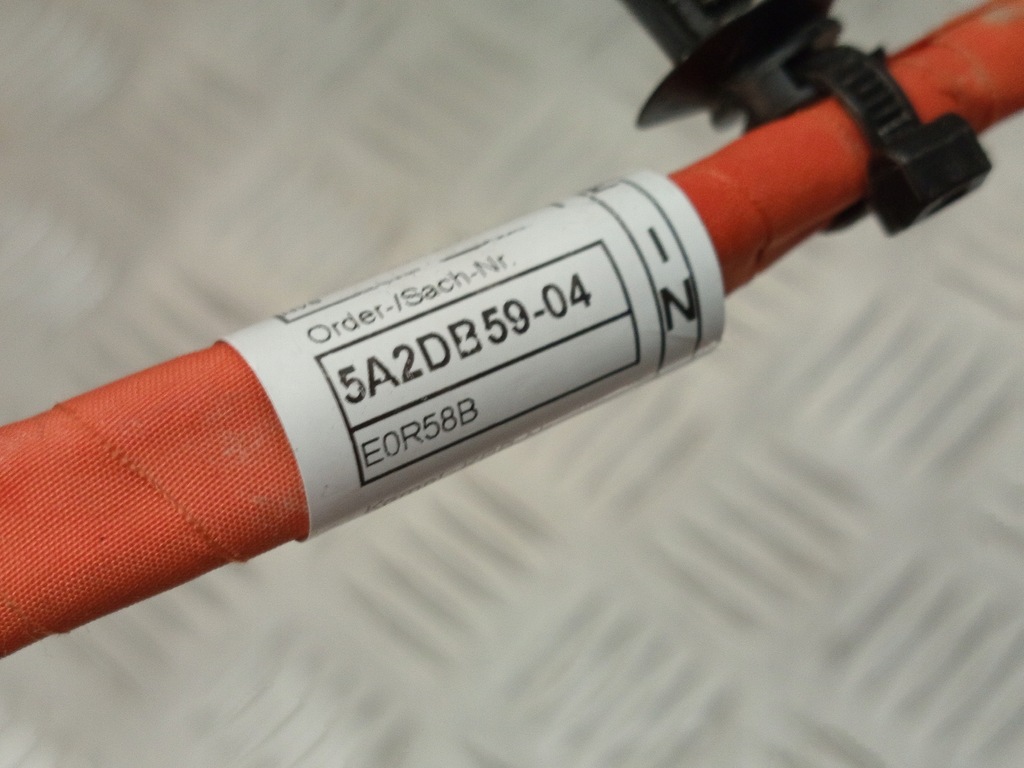 Order-/Sach-Nr.
5A2DB59-04
E0R58B